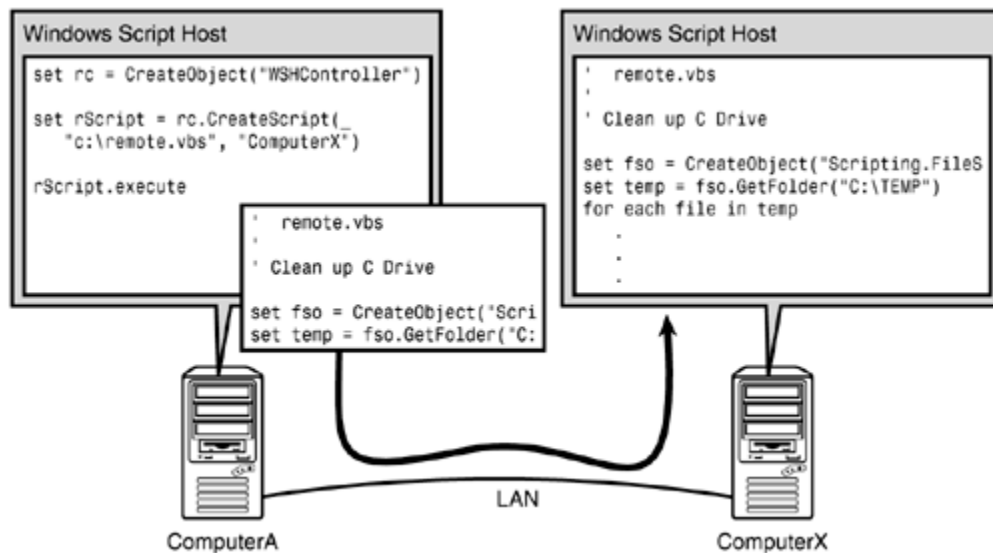 Windows Script Host
set rc = CreateObject("WSHController")
set rScript = rc.CreateScript(_
"c:\remote.vbs", "ComputerX")
rScript.execute
' remote.vbs
'
' Clean up C Drive
set fso = CreateObject("Scri
set temp = fso.GetFolder("C:
Windows Script Host
' remote.vbs
'
' Clean up C Drive
set fso = CreateObject("Scripting.FileS
set temp = fso.GetFolder("C:\TEMP")
for each file in temp
.
.
.
LAN
ComputerA
ComputerX